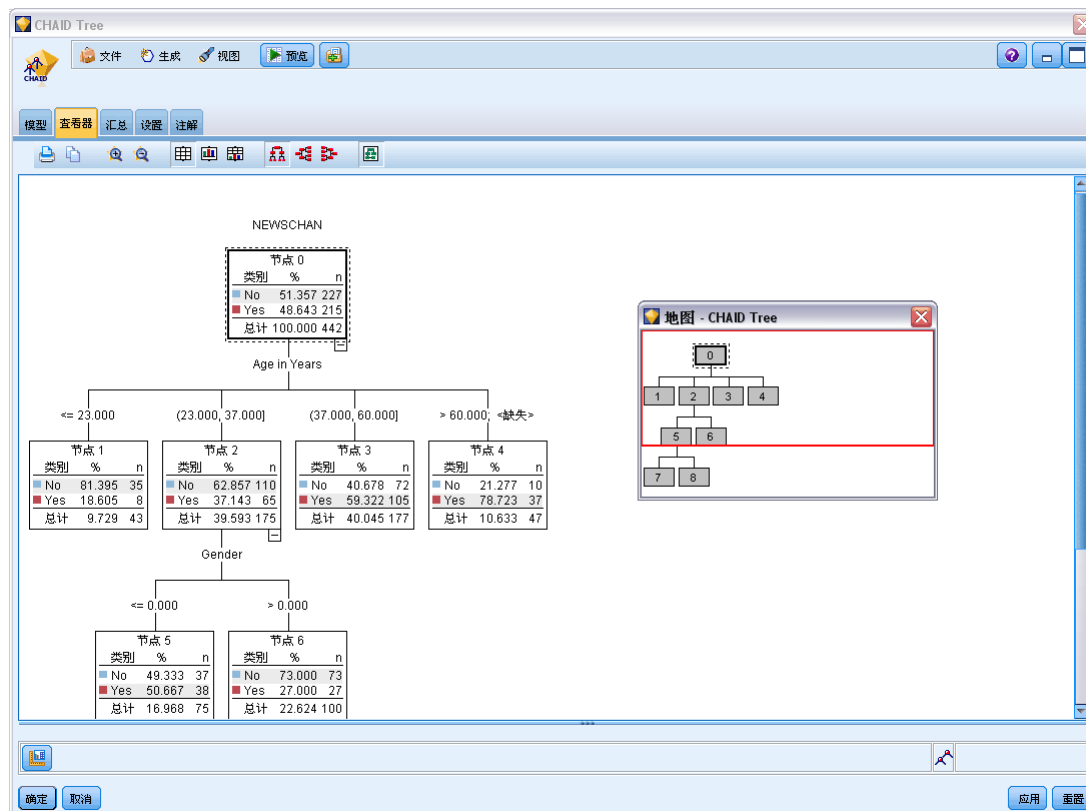 CHAID Tree
CHAID
文件 生成 视图 预览
模型 查看器 汇总 设置 注解
NEWSCHAN
节点 0
类别 % n
No 51.357 227
Yes 48.643 215
总计 100.000 442
Age in Years
<= 23.000 (23.000, 37.000] (37.000, 60.000] > 60.000; <缺失>
节点 1
类别 % n
No 81.395 35
Yes 18.605 8
总计 9.729 43
节点 2
类别 % n
No 62.857 110
Yes 37.143 65
总计 39.593 175
节点 3
类别 % n
No 40.678 72
Yes 59.322 105
总计 40.045 177
节点 4
类别 % n
No 21.277 10
Yes 78.723 37
总计 10.633 47
Gender
<= 0.000 > 0.000
节点 5
类别 % n
No 49.333 37
Yes 50.667 38
总计 16.968 75
节点 6
类别 % n
No 73.000 73
Yes 27.000 27
总计 22.624 100
地图 - CHAID Tree
0
1 2 3 4
5 6
7 8
确定 取消 应用 重置